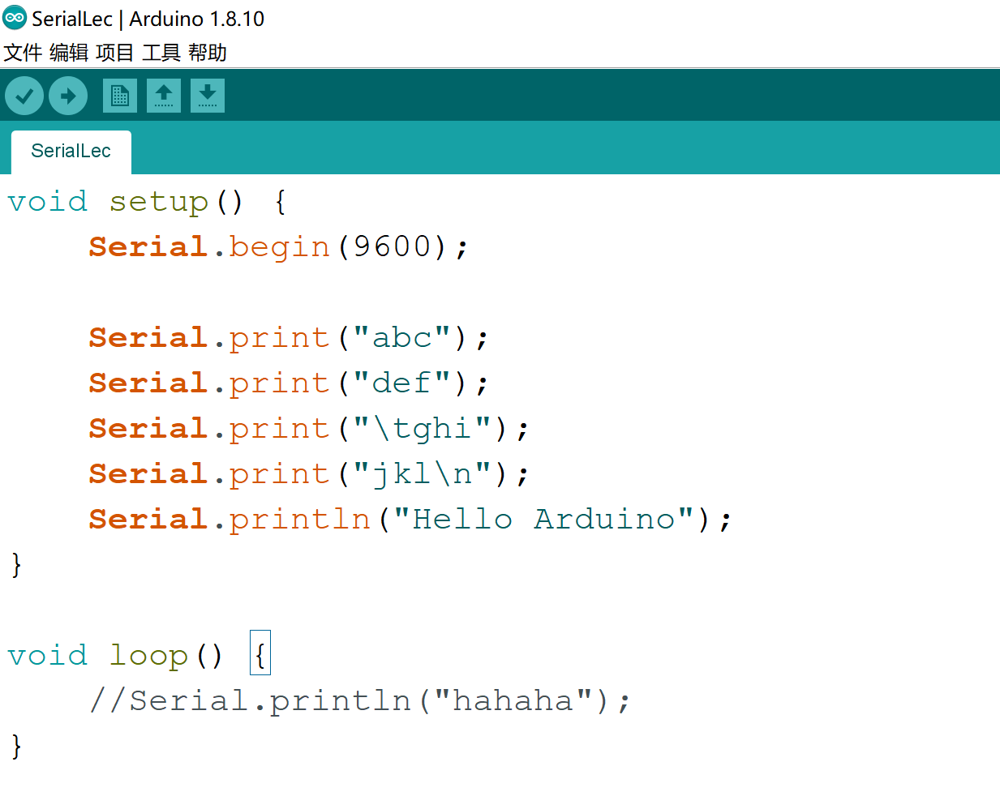 SerialLec | Arduino 1.8.10
文件 编辑 项目 工具 帮助
SerialLec
void setup() {
    Serial.begin(9600);

    Serial.print("abc");
    Serial.print("def");
    Serial.print("\tghi");
    Serial.print("jkl\n");
    Serial.println("Hello Arduino");
}

void loop() {
    //Serial.println("hahaha");
}